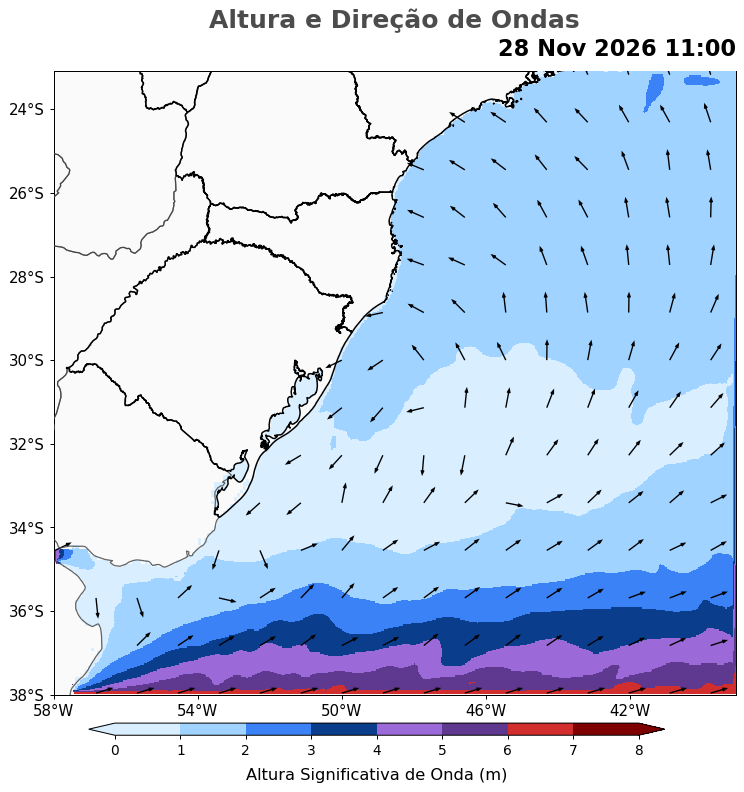 Altura e Direção de Ondas
28 Nov 2026 11:00
24°S
26°S
28°S
30°S
32°S
34°S
36°S
38°S
58°W 54°W 50°W 46°W 42°W
0 1 2 3 4 5 6 7 8
Altura Significativa de Onda (m)